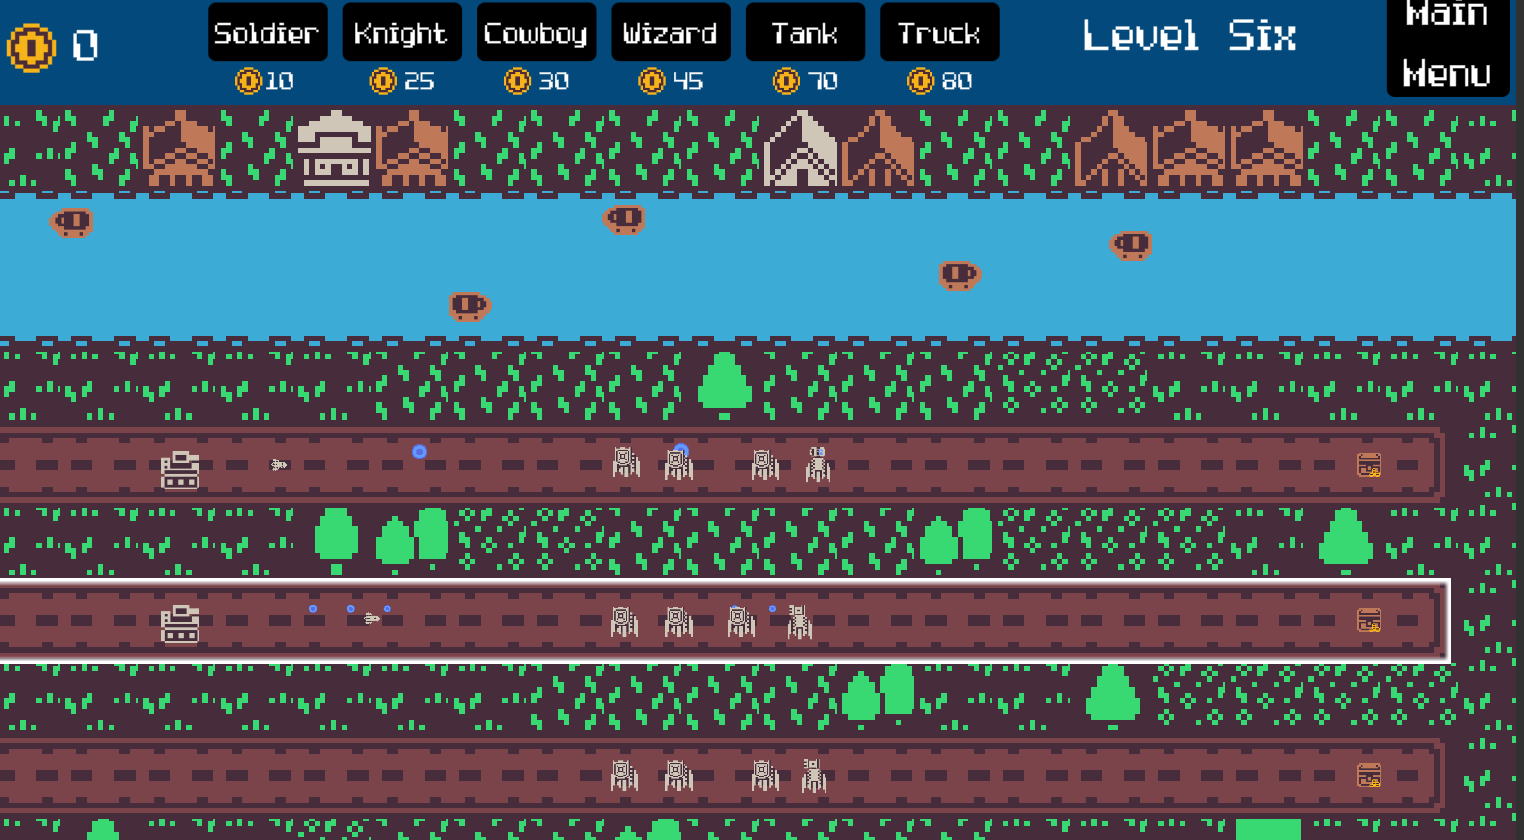 0
Soldier
Knight
Cowboy
Wizard
Tank
Truck
Level Six
Main
Menu
10
25
30
45
70
80